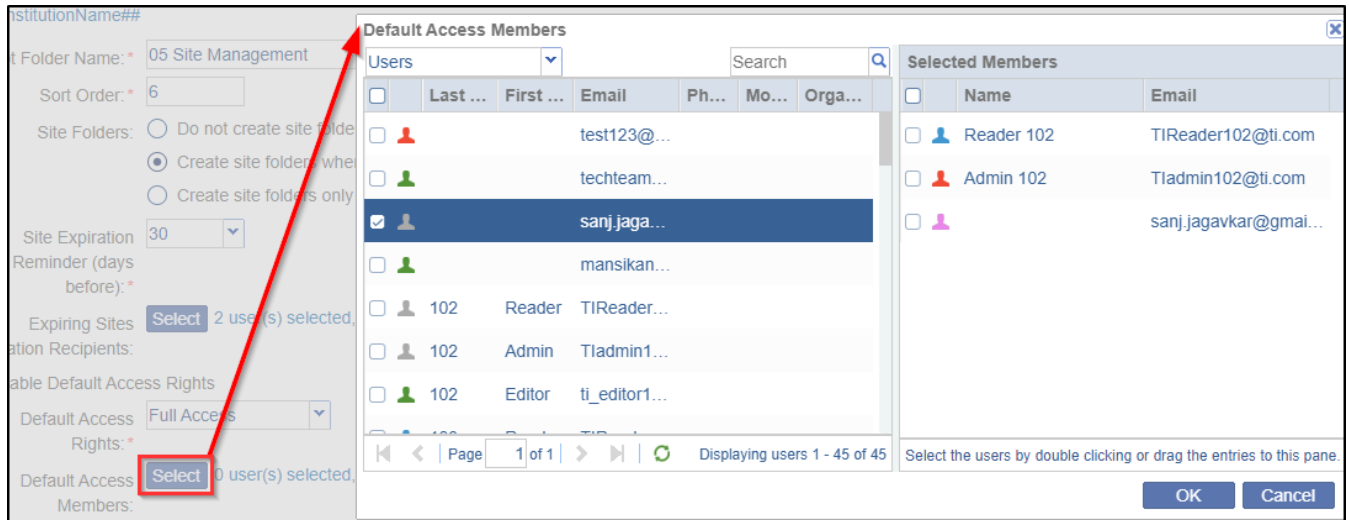 nstitutionName##
t Folder Name:* 05 Site Management
Sort Order:* 6
Site Folders: Do not create site folde
Create site folders whe
Create site folders only
Site Expiration Reminder (days before):* 30
Expiring Sites
ation Recipients:
Select 2 user(s) selected,
able Default Access Rights
Default Access Rights:* Full Access
Default Access Members: Select 0 user(s) selected,
Default Access Members
Users Search
Last ... First ... Email Ph... Mo... Orga...
test123@...
techteam...
sanj.jaga...
mansikan...
102 Reader TIReader...
102 Admin TIadmin1...
102 Editor ti_editor1...
Page 1 of 1 Displaying users 1 - 45 of 45
Selected Members
Name Email
Reader 102 TIReader102@ti.com
Admin 102 TIadmin102@ti.com
sanj.jagavkar@gmai...
Select the users by double clicking or drag the entries to this pane.
OK Cancel